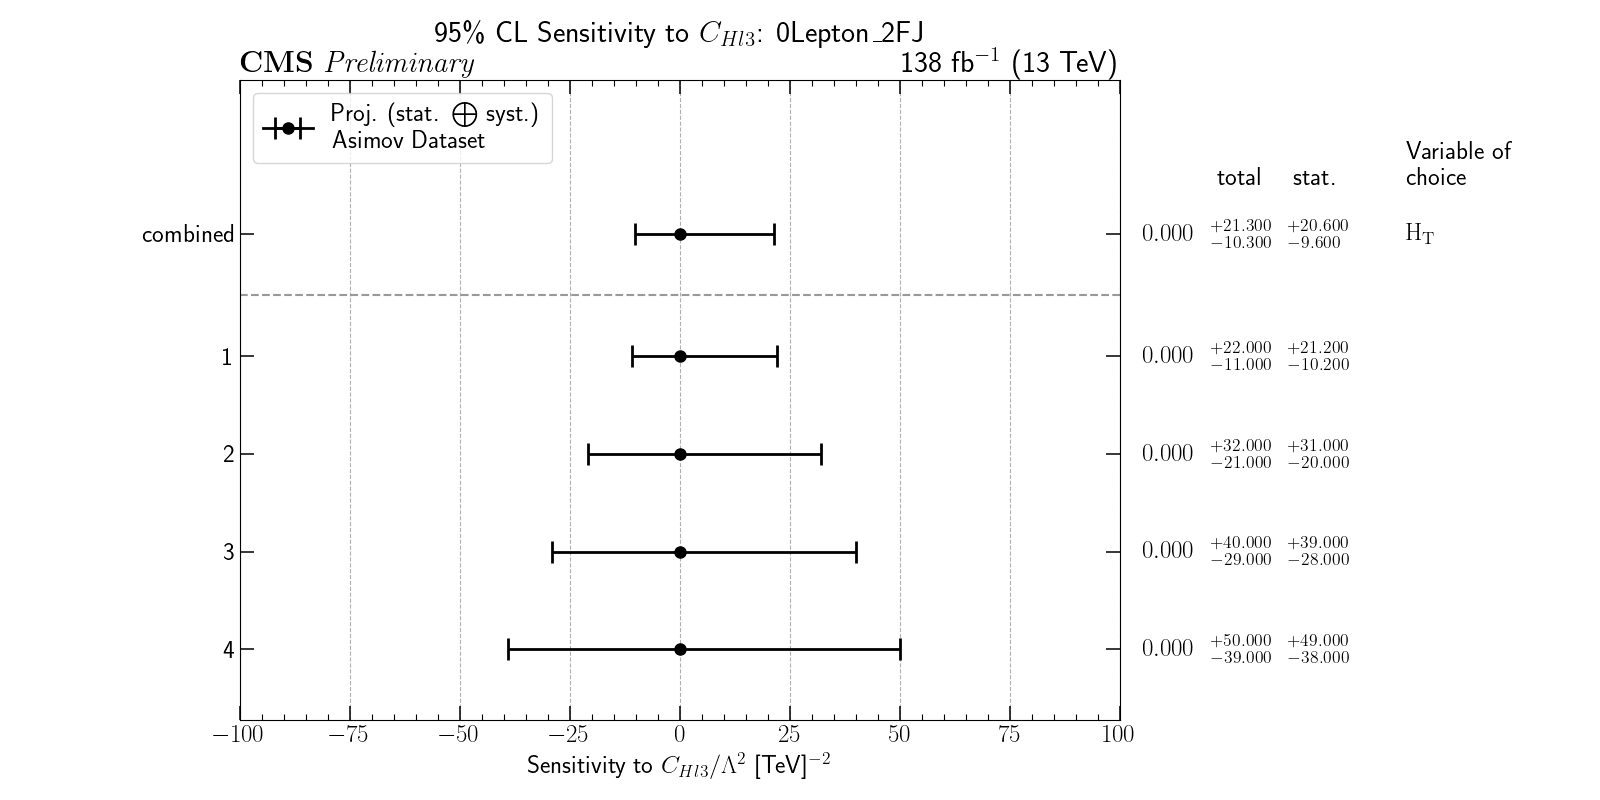 95% CL Sensitivity to C_{Hl3}: 0Lepton_2FJ
CMS Preliminary 138 fb^{-1} (13 TeV)
Proj. (stat. ⨁ syst.)
Asimov Dataset
Variable of
total stat. choice
combined 0.000 +21.300 −10.300 +20.600 −9.600 H_T
1 0.000 +22.000 −11.000 +21.200 −10.200
2 0.000 +32.000 −21.000 +31.000 −20.000
3 0.000 +40.000 −29.000 +39.000 −28.000
4 0.000 +50.000 −39.000 +49.000 −38.000
−100 −75 −50 −25 0 25 50 75 100
Sensitivity to C_{Hl3}/Λ^2 [TeV]^{−2}